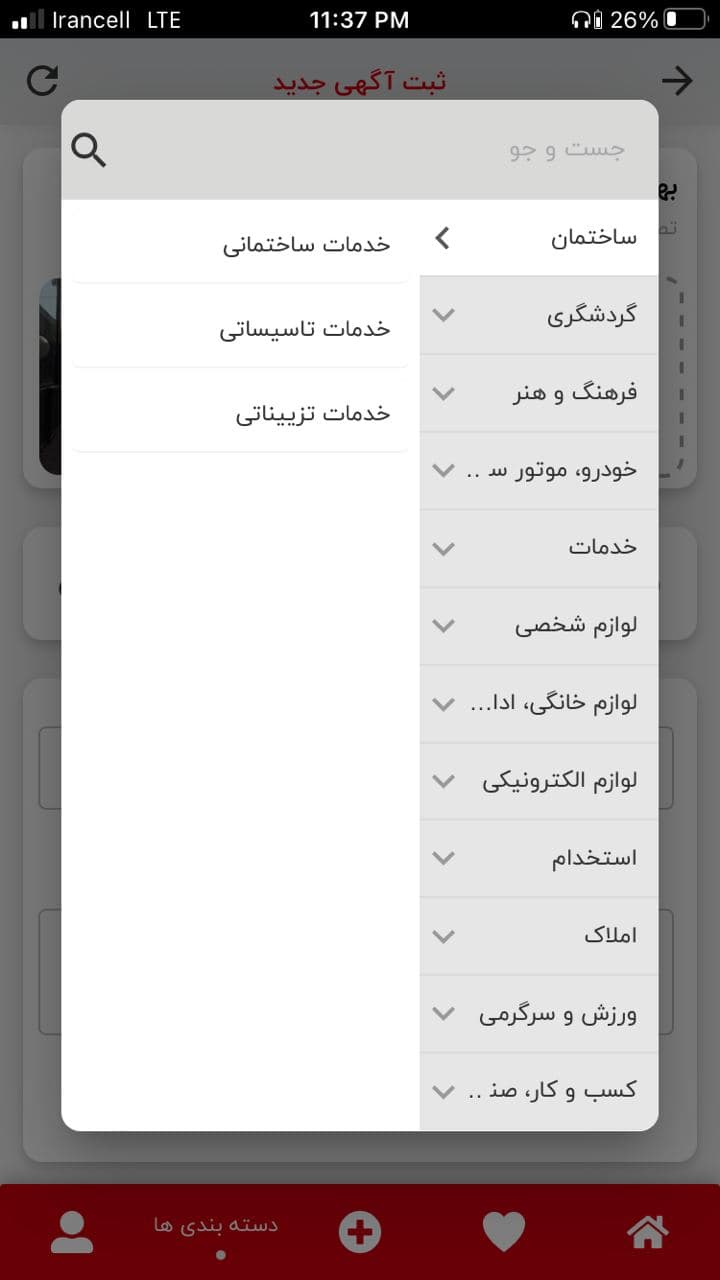 Irancell LTE 11:37 PM 26%
ثبت آگهی جدید
جست و جو
ساختمان
گردشگری
فرهنگ و هنر
خودرو، موتور س ..
خدمات
لوازم شخصی
لوازم خانگی، ادا...
لوازم الکترونیکی
استخدام
املاک
ورزش و سرگرمی
کسب و کار، صن ..
خدمات ساختمانی
خدمات تاسیساتی
خدمات تزییناتی
دسته بندی ها